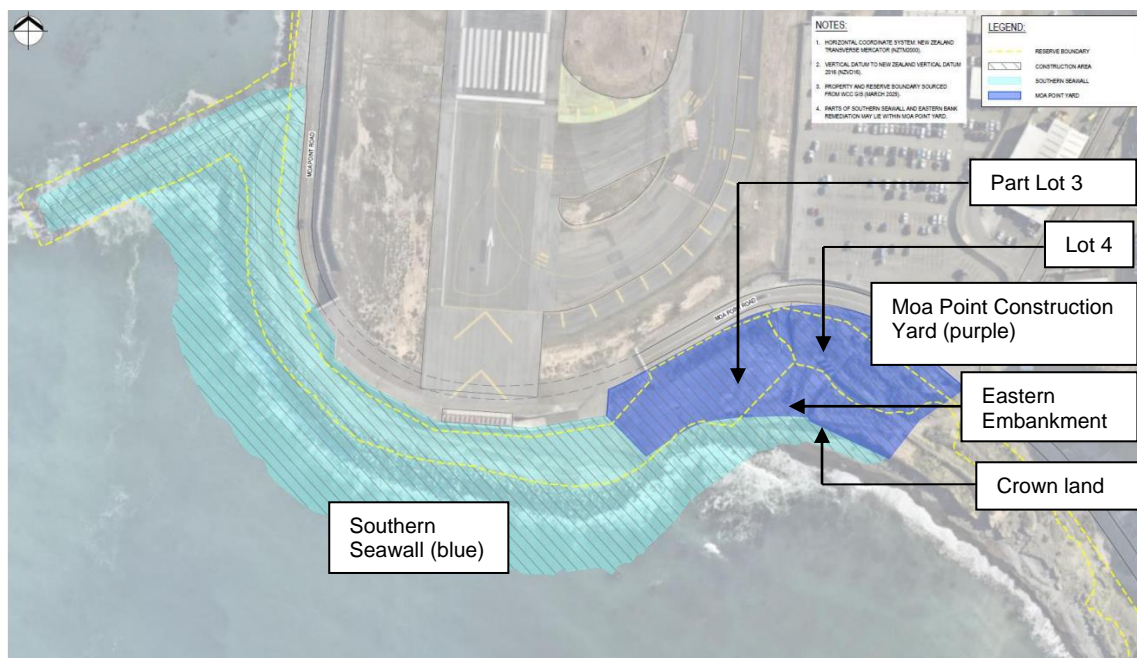 NOTES:
1. HORIZONTAL COORDINATE SYSTEM: NEW ZEALAND
TRANSVERSE MERCATOR (NZTM2000).
2. VERTICAL DATUM TO NEW ZEALAND VERTICAL DATUM
2016 (NZVD16).
3. PROPERTY AND RESERVE BOUNDARY SOURCED
FROM WCC GIS (MARCH 2025).
4. PARTS OF SOUTHERN SEAWALL AND EASTERN BANK
REMEDIATION MAY LIE WITHIN MOA POINT YARD.
LEGEND:
RESERVE BOUNDARY
CONSTRUCTION AREA
SOUTHERN SEAWALL
MOA POINT YARD
MOA POINT ROAD
Part Lot 3
Lot 4
MOA POINT ROAD
Moa Point Construction
Yard (purple)
Eastern
Embankment
Crown land
Southern
Seawall (blue)